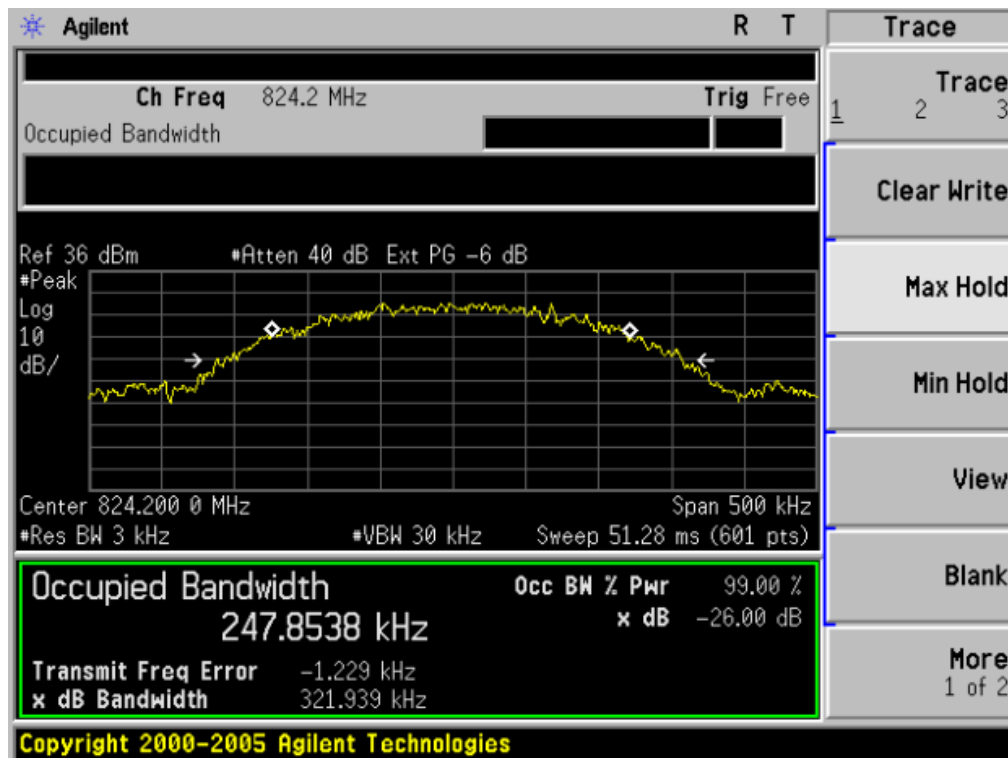 Agilent R T Trace
Ch Freq 824.2 MHz Trig Free
Occupied Bandwidth
Trace
1 2 3
Clear Write
Max Hold
Min Hold
View
Blank
More
1 of 2
Ref 36 dBm #Atten 40 dB Ext PG -6 dB
#Peak
Log
10
dB/
Center 824.200 0 MHz Span 500 kHz
#Res BW 3 kHz #VBW 30 kHz Sweep 51.28 ms (601 pts)
Occupied Bandwidth Occ BW % Pwr 99.00 %
247.8538 kHz x dB -26.00 dB
Transmit Freq Error -1.229 kHz
x dB Bandwidth 321.939 kHz
Copyright 2000-2005 Agilent Technologies